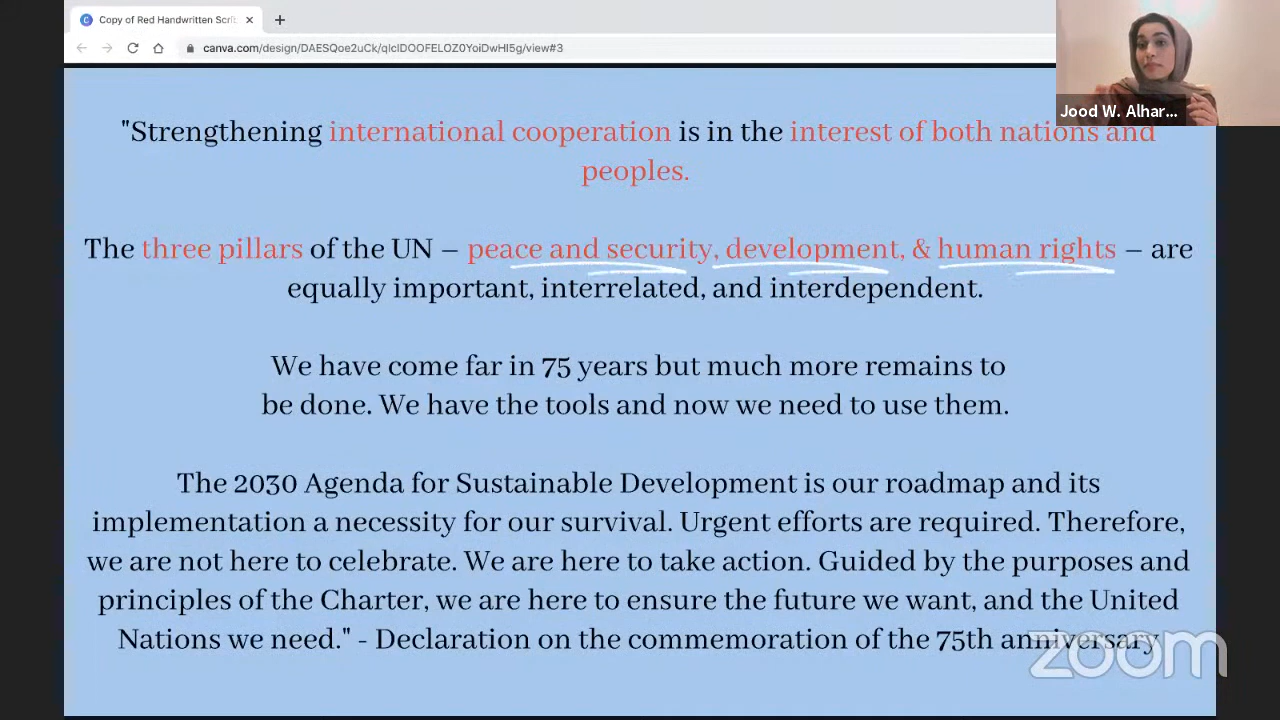 Copy of Red Handwritten Scri
canva.com/design/DAESQoe2uCk/qlclDOOFELOZ0YoiDwHl5g/view#3
Jood W. Alhar...
"Strengthening international cooperation is in the interest of both nations and
peoples.
The three pillars of the UN – peace and security, development, & human rights – are
equally important, interrelated, and interdependent.
We have come far in 75 years but much more remains to
be done. We have the tools and now we need to use them.
The 2030 Agenda for Sustainable Development is our roadmap and its
implementation a necessity for our survival. Urgent efforts are required. Therefore,
we are not here to celebrate. We are here to take action. Guided by the purposes and
principles of the Charter, we are here to ensure the future we want, and the United
Nations we need." - Declaration on the commemoration of the 75th anniversary
zoom